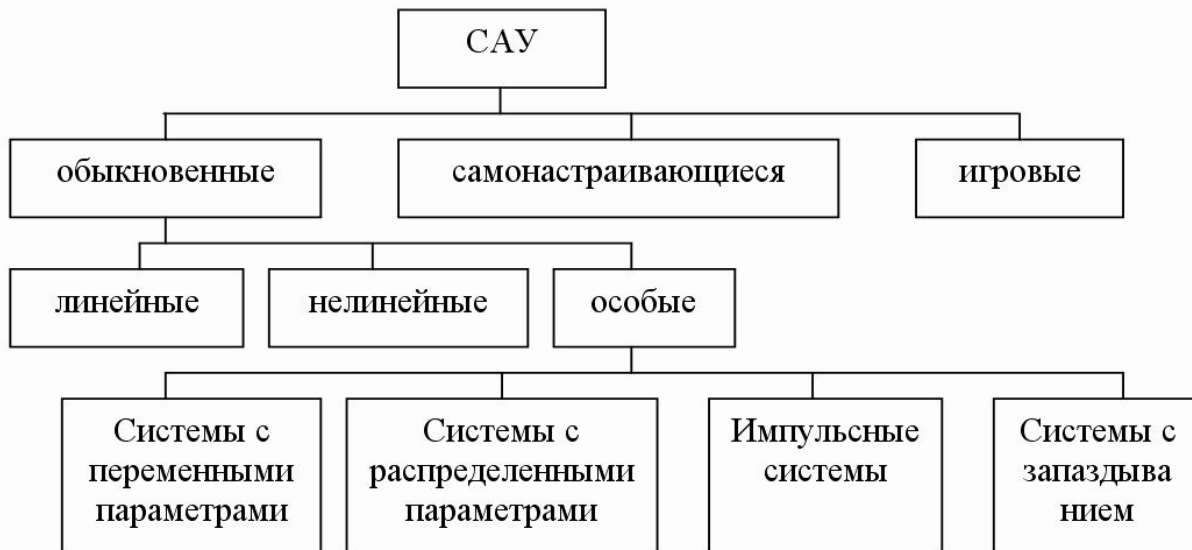 САУ
обыкновенные
самонастраивающиеся
игровые
линейные
нелинейные
особые
Системы с
переменными
параметрами
Системы с
распределенными
параметрами
Импульсные
системы
Системы с
запаздыва
нием